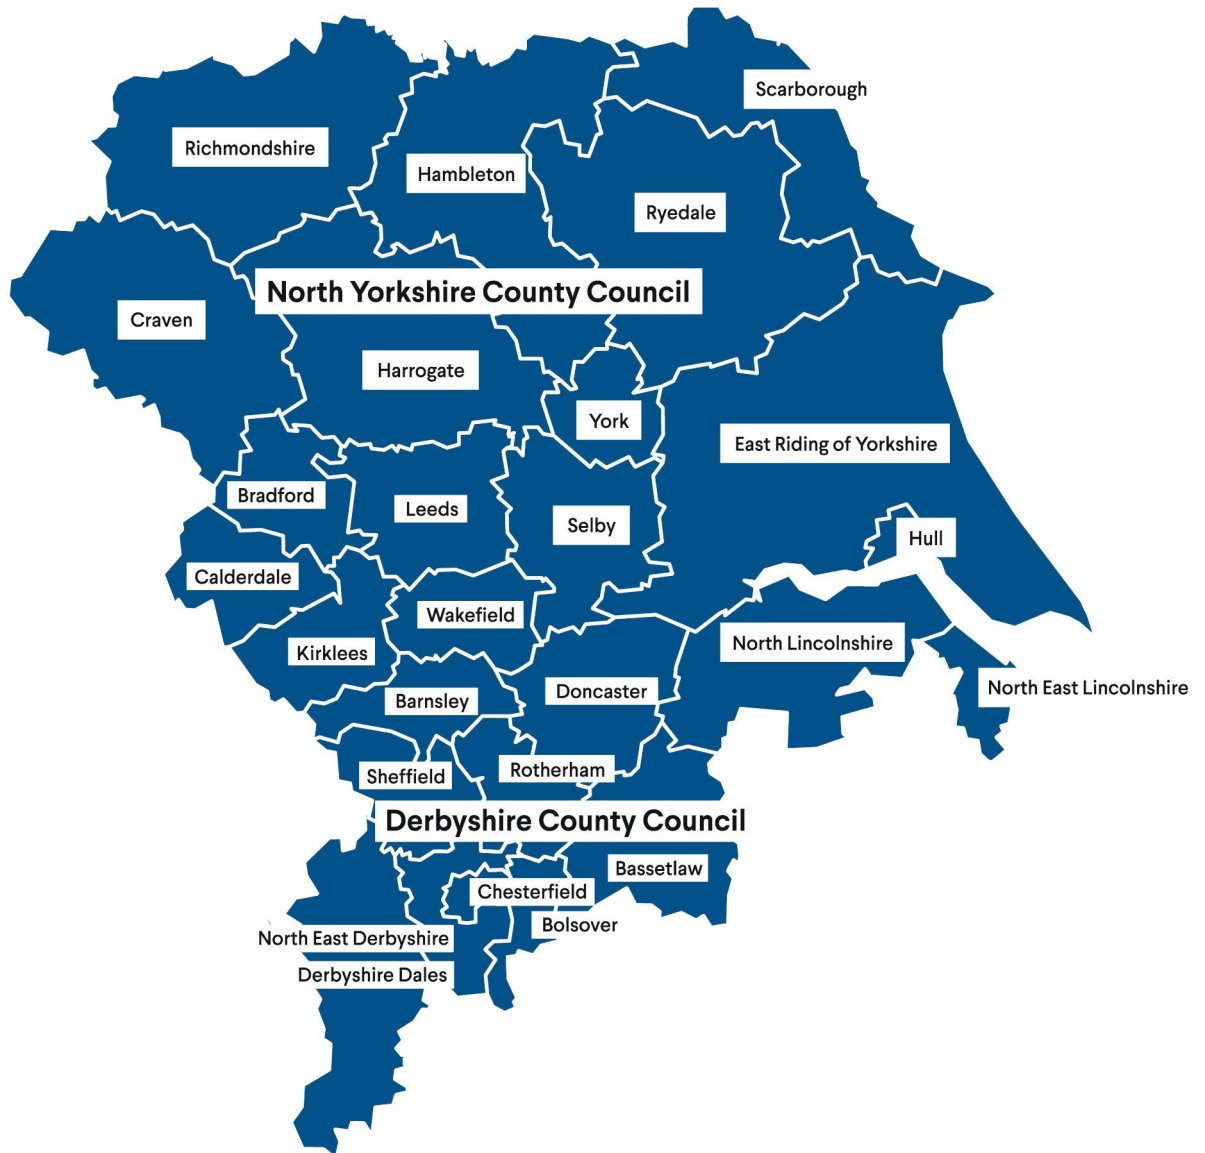 Scarborough
Richmondshire
Hambleton
Ryedale
North Yorkshire County Council
Craven
Harrogate
York
East Riding of Yorkshire
Bradford
Leeds
Selby
Hull
Calderdale
Wakefield
Kirklees
North Lincolnshire
North East Lincolnshire
Barnsley
Doncaster
Sheffield
Rotherham
Derbyshire County Council
Bassetlaw
Chesterfield
Bolsover
North East Derbyshire
Derbyshire Dales